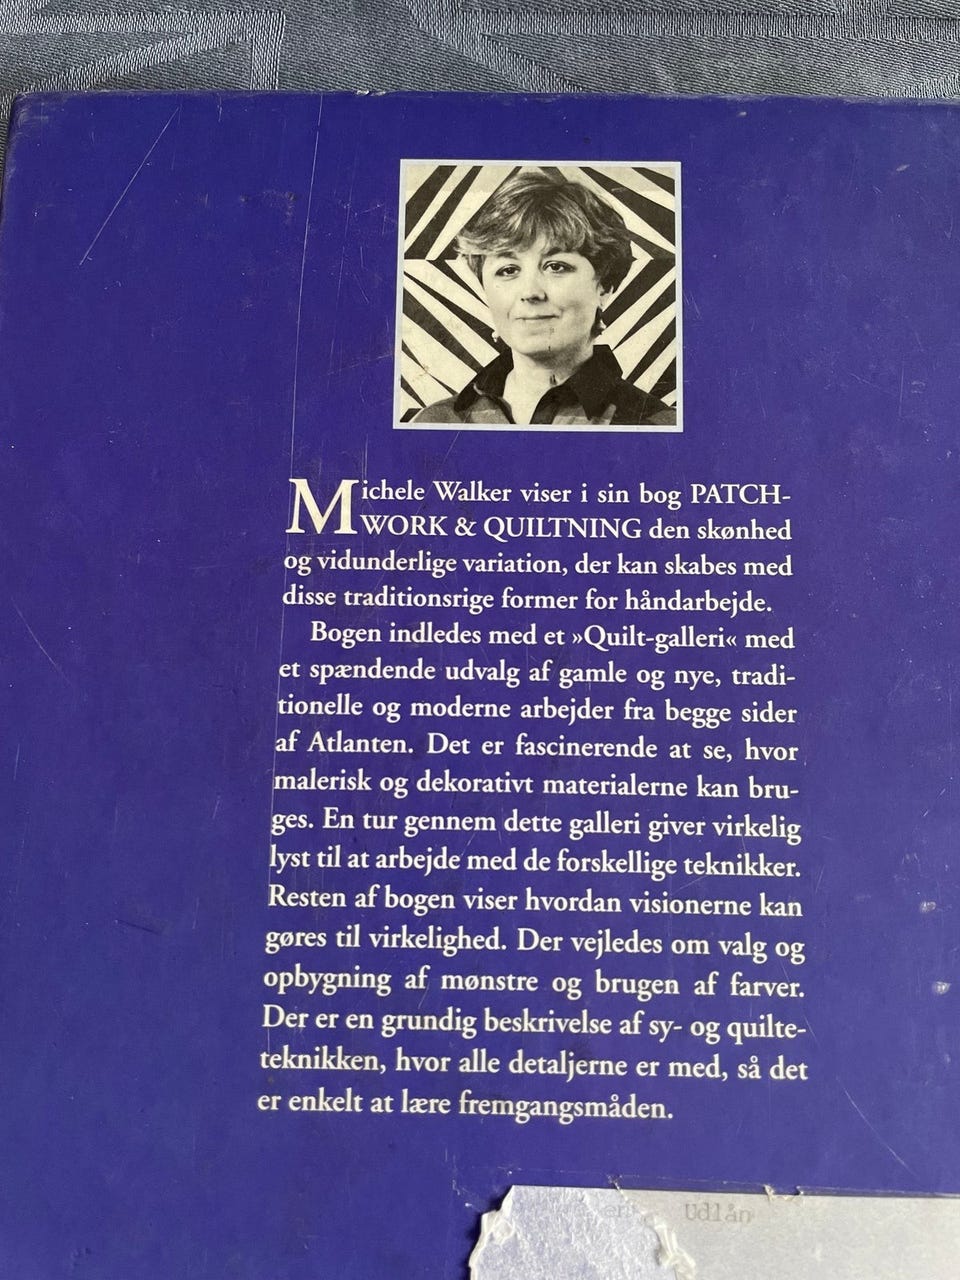 Michele Walker viser i sin bog PATCH-
WORK & QUILTNING den skønhed
og vidunderlige variation, der kan skabes med
disse traditionsrige former for håndarbejde.
Bogen indledes med et »Quilt-galleri« med
et spændende udvalg af gamle og nye, tradi-
tionelle og moderne arbejder fra begge sider
af Atlanten. Det er fascinerende at se, hvor
malerisk og dekorativt materialerne kan bru-
ges. En tur gennem dette galleri giver virkelig
lyst til at arbejde med de forskellige teknikker.
Resten af bogen viser hvordan visionerne kan
gøres til virkelighed. Der vejledes om valg og
opbygning af mønstre og brugen af farver.
Der er en grundig beskrivelse af sy- og quilte-
teknikken, hvor alle detaljerne er med, så det
er enkelt at lære fremgangsmåden.
Udlån